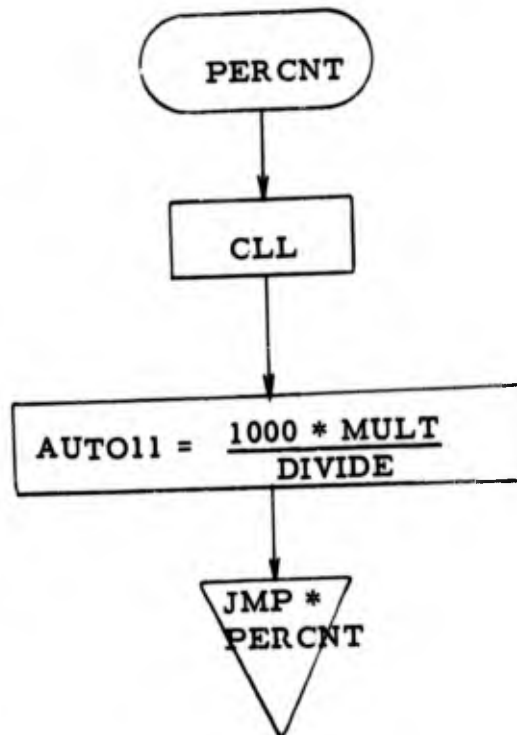 PERCNT
CLL
AUTO11 = 1000 * MULT
DIVIDE
JMP *
PERCNT